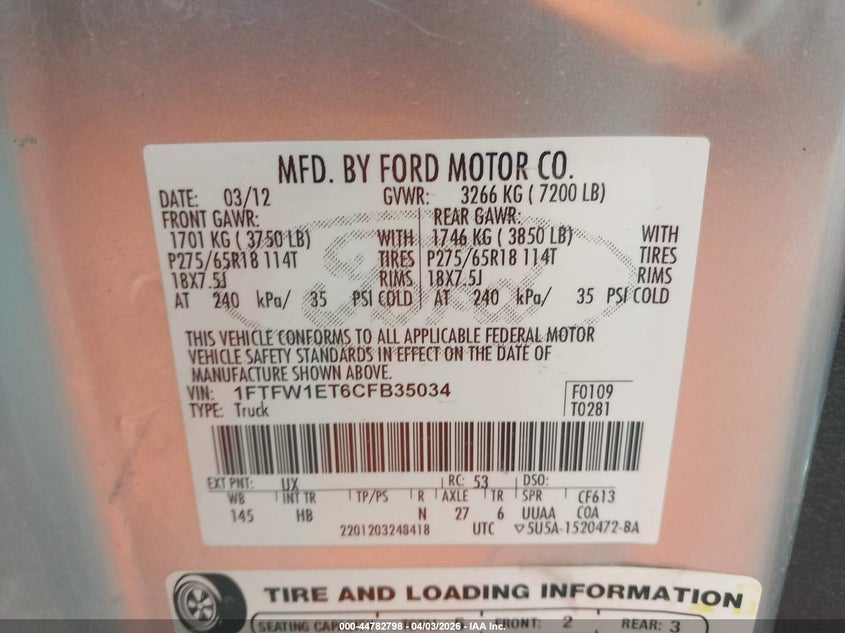 MFD. BY FORD MOTOR CO.
DATE: 03/12 GVWR: 3266 KG ( 7200 LB)
FRONT GAWR: REAR GAWR:
1701 KG ( 3750 LB) WITH 1746 KG ( 3850 LB) WITH
P275/65R18 114T TIRES P275/65R18 114T TIRES
18X7.5J RIMS 18X7.5J RIMS
AT 240 kPa/ 35 PSI COLD AT 240 kPa/ 35 PSI COLD
THIS VEHICLE CONFORMS TO ALL APPLICABLE FEDERAL MOTOR
VEHICLE SAFETY STANDARDS IN EFFECT ON THE DATE OF
MANUFACTURE SHOWN ABOVE.
VIN: 1FTFW1ET6CFB35034 F0109
TYPE: Truck T0281
EXT PNT: UX RC: 53 DSO:
WB INT TR TP/PS R AXLE TR SPR CF613
145 HB N 27 6 UUAA COA
2201203248418 UTC ▽5U5A-1520472-BA
TIRE AND LOADING INFORMATION
SEATING FRONT: 2 REAR: 3
000-44782798 - 04/03/2026 - IAA Inc.